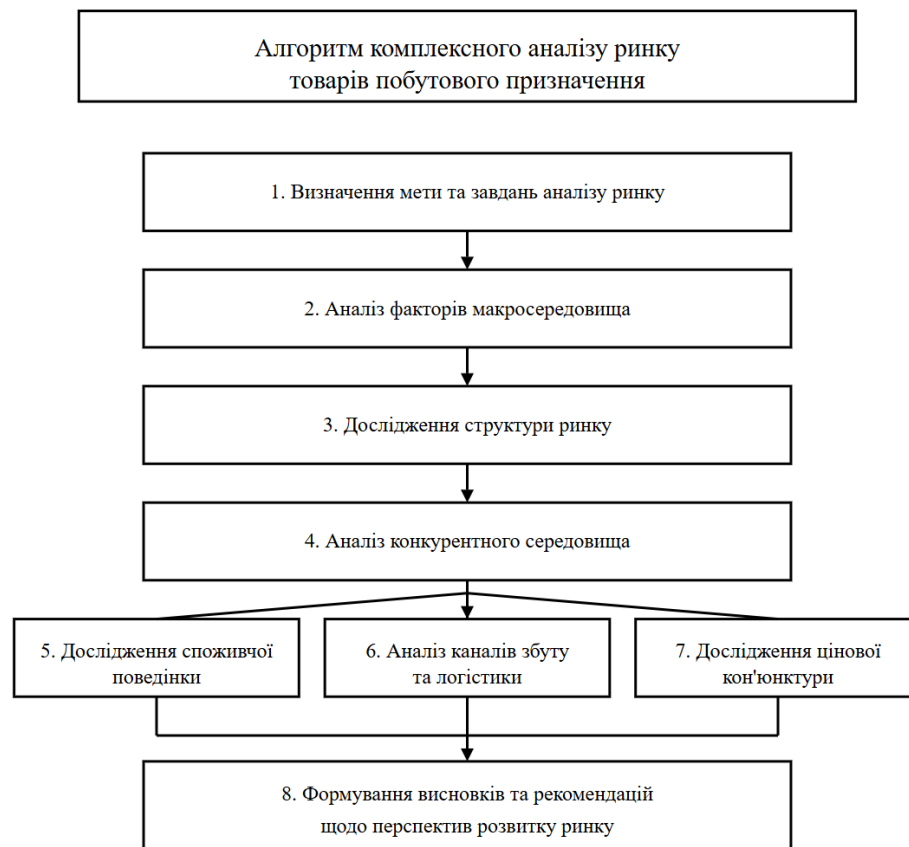 Алгоритм комплексного аналізу ринку
товарів побутового призначення
1. Визначення мети та завдань аналізу ринку
2. Аналіз факторів макросередовища
3. Дослідження структури ринку
4. Аналіз конкурентного середовища
5. Дослідження споживчої
поведінки
6. Аналіз каналів збуту
та логістики
7. Дослідження цінової
кон'юнктури
8. Формування висновків та рекомендацій
щодо перспектив розвитку ринку